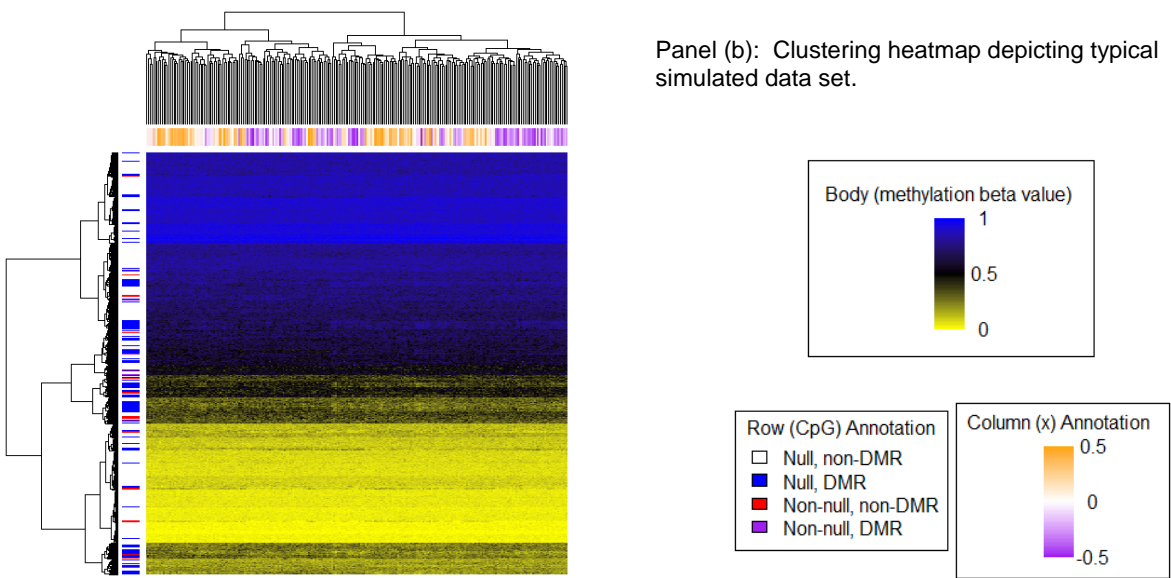 Panel (b):  Clustering heatmap depicting typical
simulated data set.
Body (methylation beta value)
1
0.5
0
Row (CpG) Annotation
Null, non-DMR
Null, DMR
Non-null, non-DMR
Non-null, DMR
Column (x) Annotation
0.5
0
-0.5